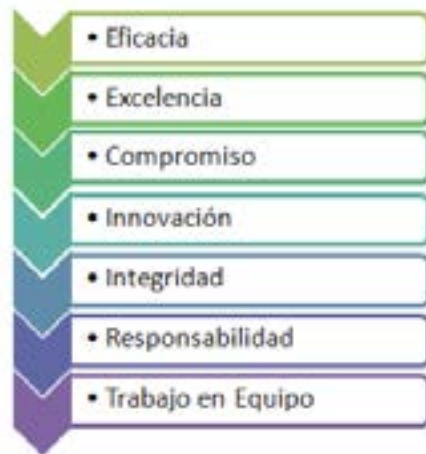 • Eficacia
• Excelencia
• Compromiso
• Innovación
• Integridad
• Responsabilidad
• Trabajo en Equipo